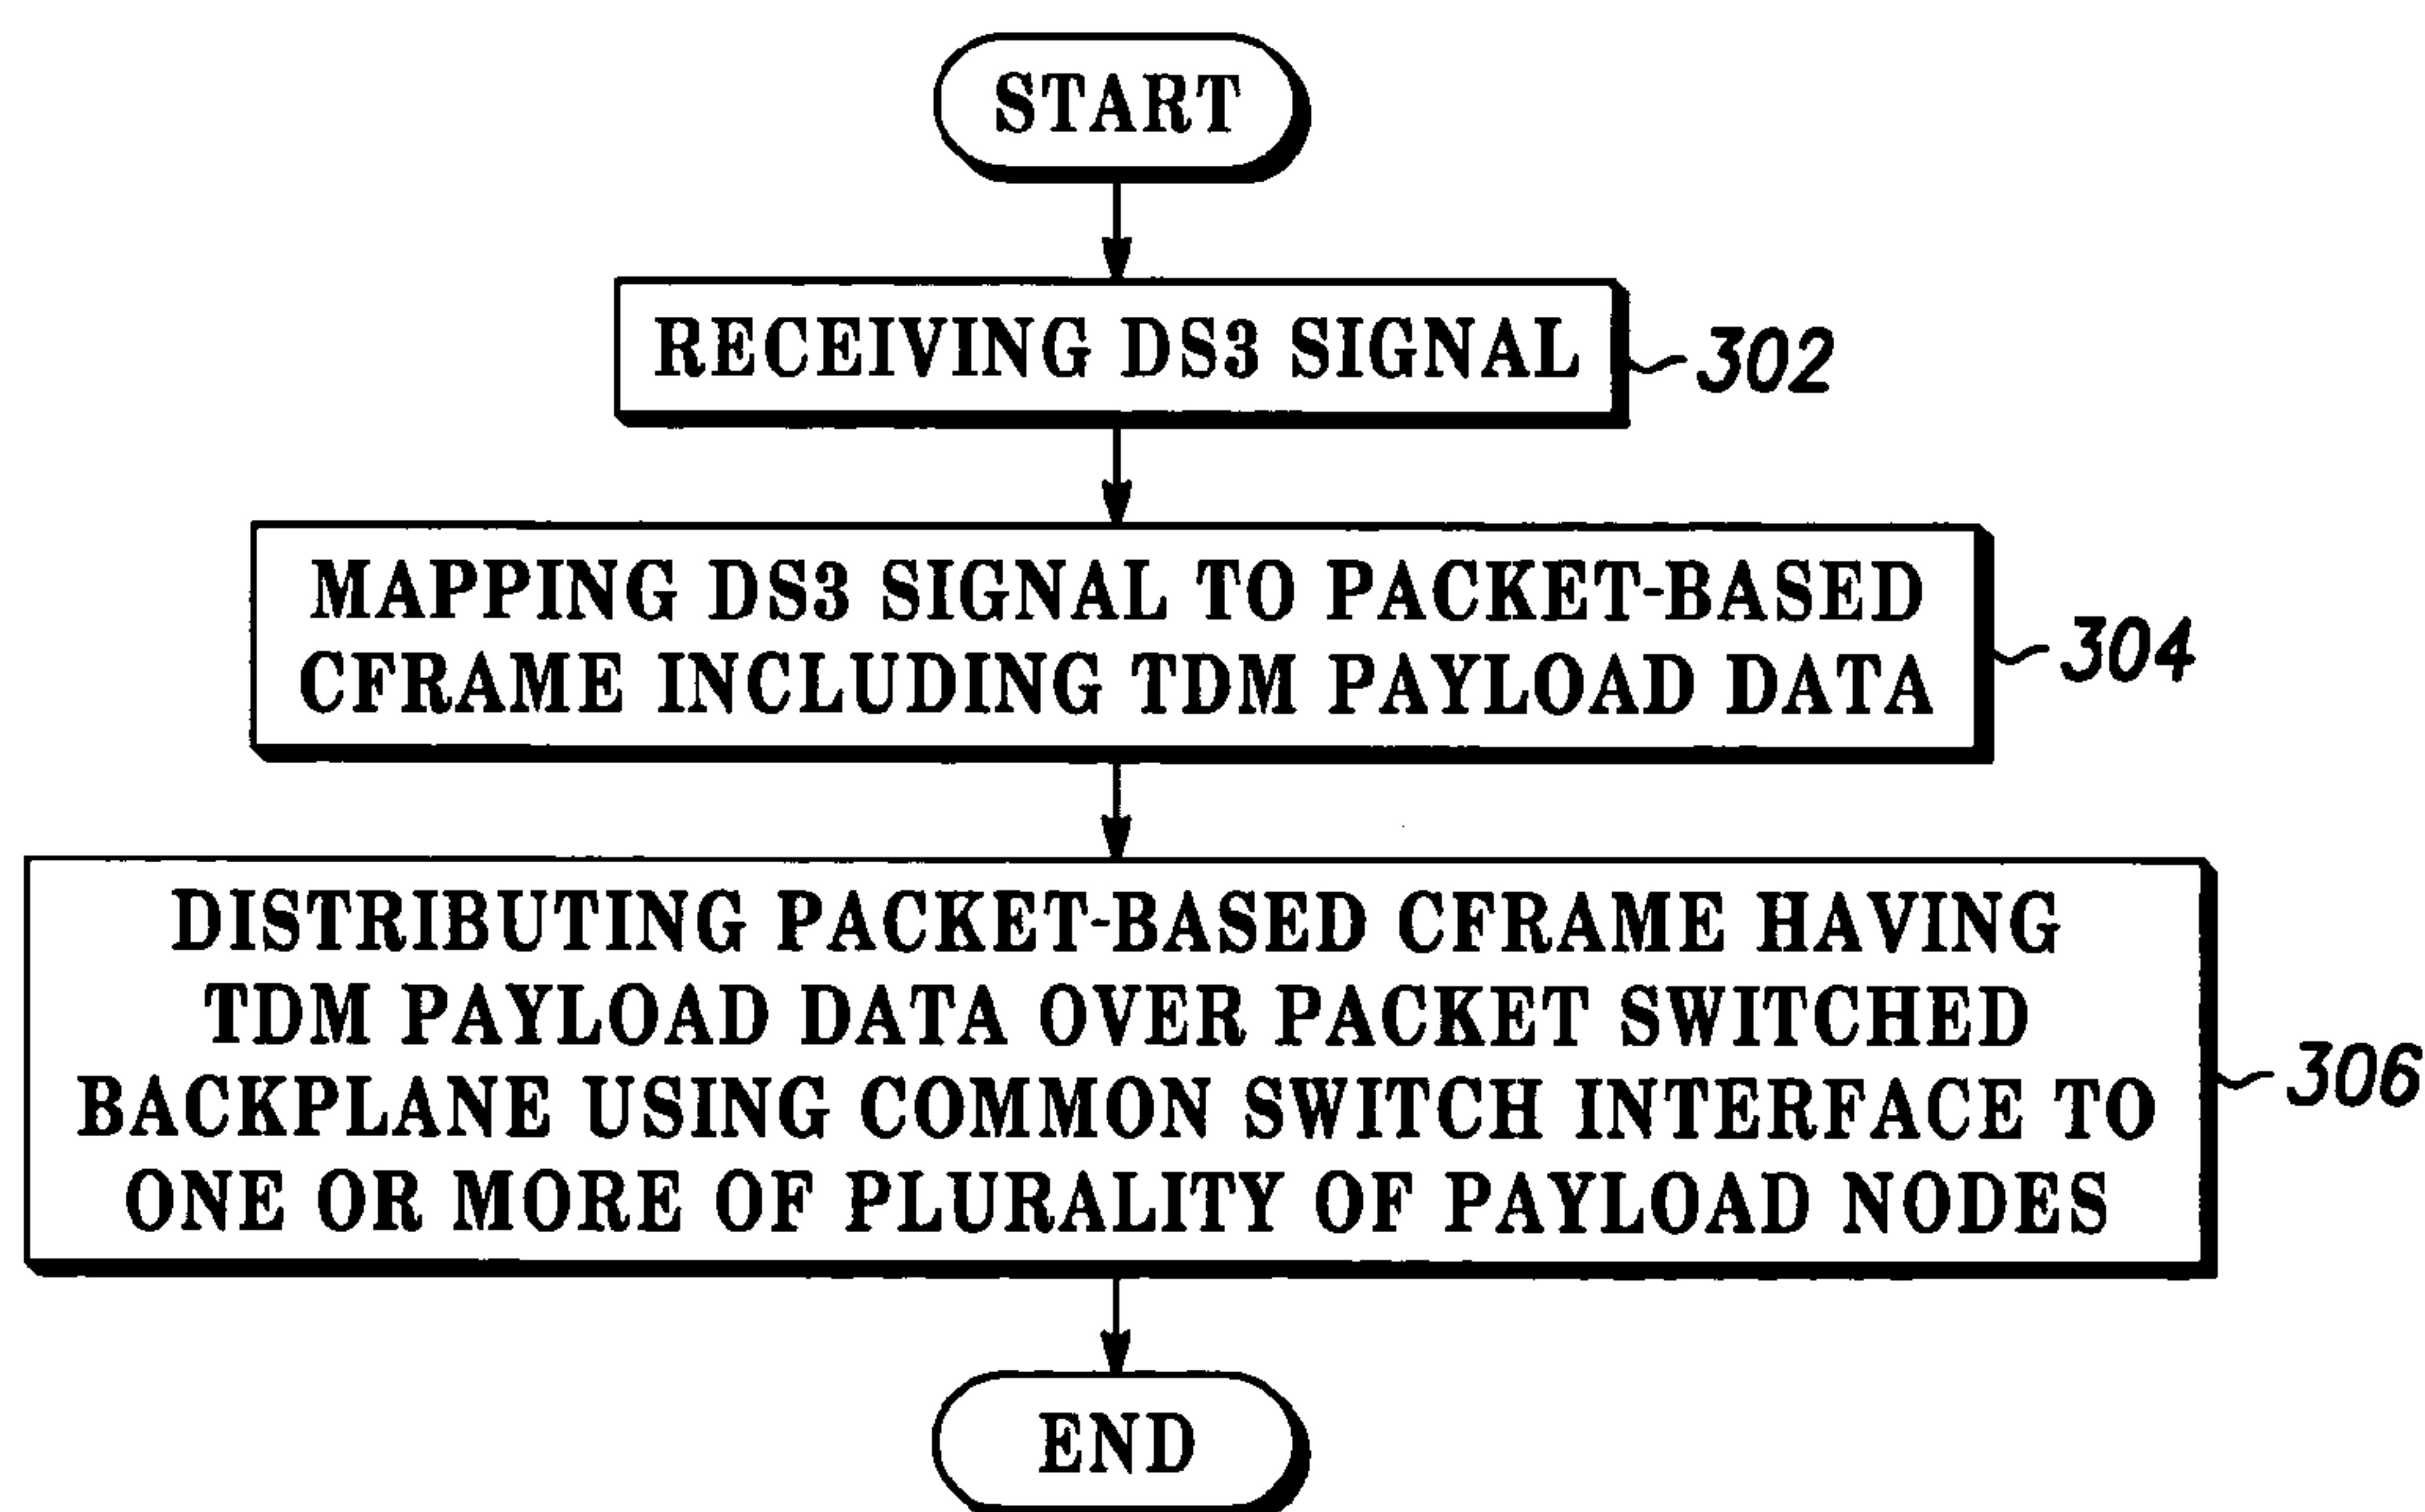 START
RECEIVING DS3 SIGNAL
302
MAPPING DS3 SIGNAL TO PACKET-BASED
CFRAME INCLUDING TDM PAYLOAD DATA
304
DISTRIBUTING PACKET-BASED CFRAME HAVING
TDM PAYLOAD DATA OVER PACKET SWITCHED
BACKPLANE USING COMMON SWITCH INTERFACE TO
ONE OR MORE OF PLURALITY OF PAYLOAD NODES
306
END